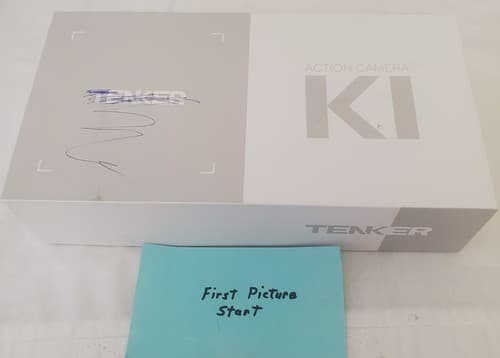 TENKER
ACTION CAMERA
K1
TENKER
First Picture
Start